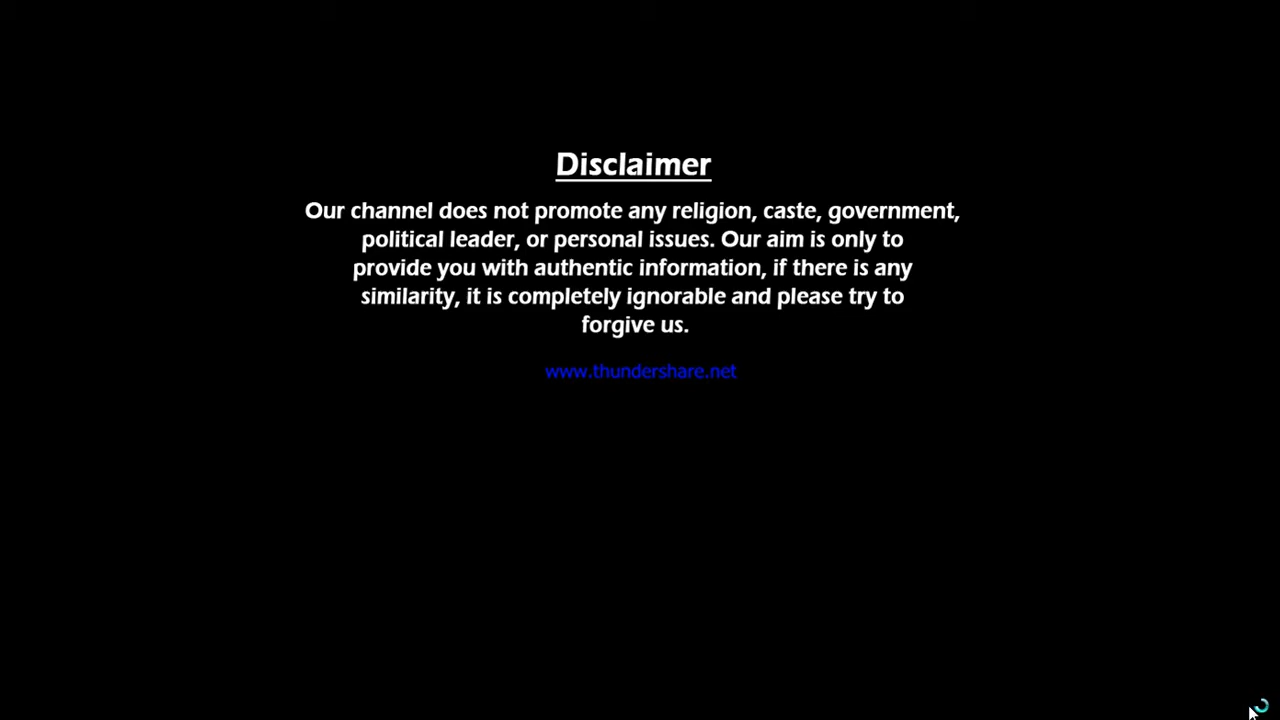 Disclaimer
Our channel does not promote any religion, caste, government,
political leader, or personal issues. Our aim is only to
provide you with authentic information, if there is any
similarity, it is completely ignorable and please try to
forgive us.
www.thundershare.net